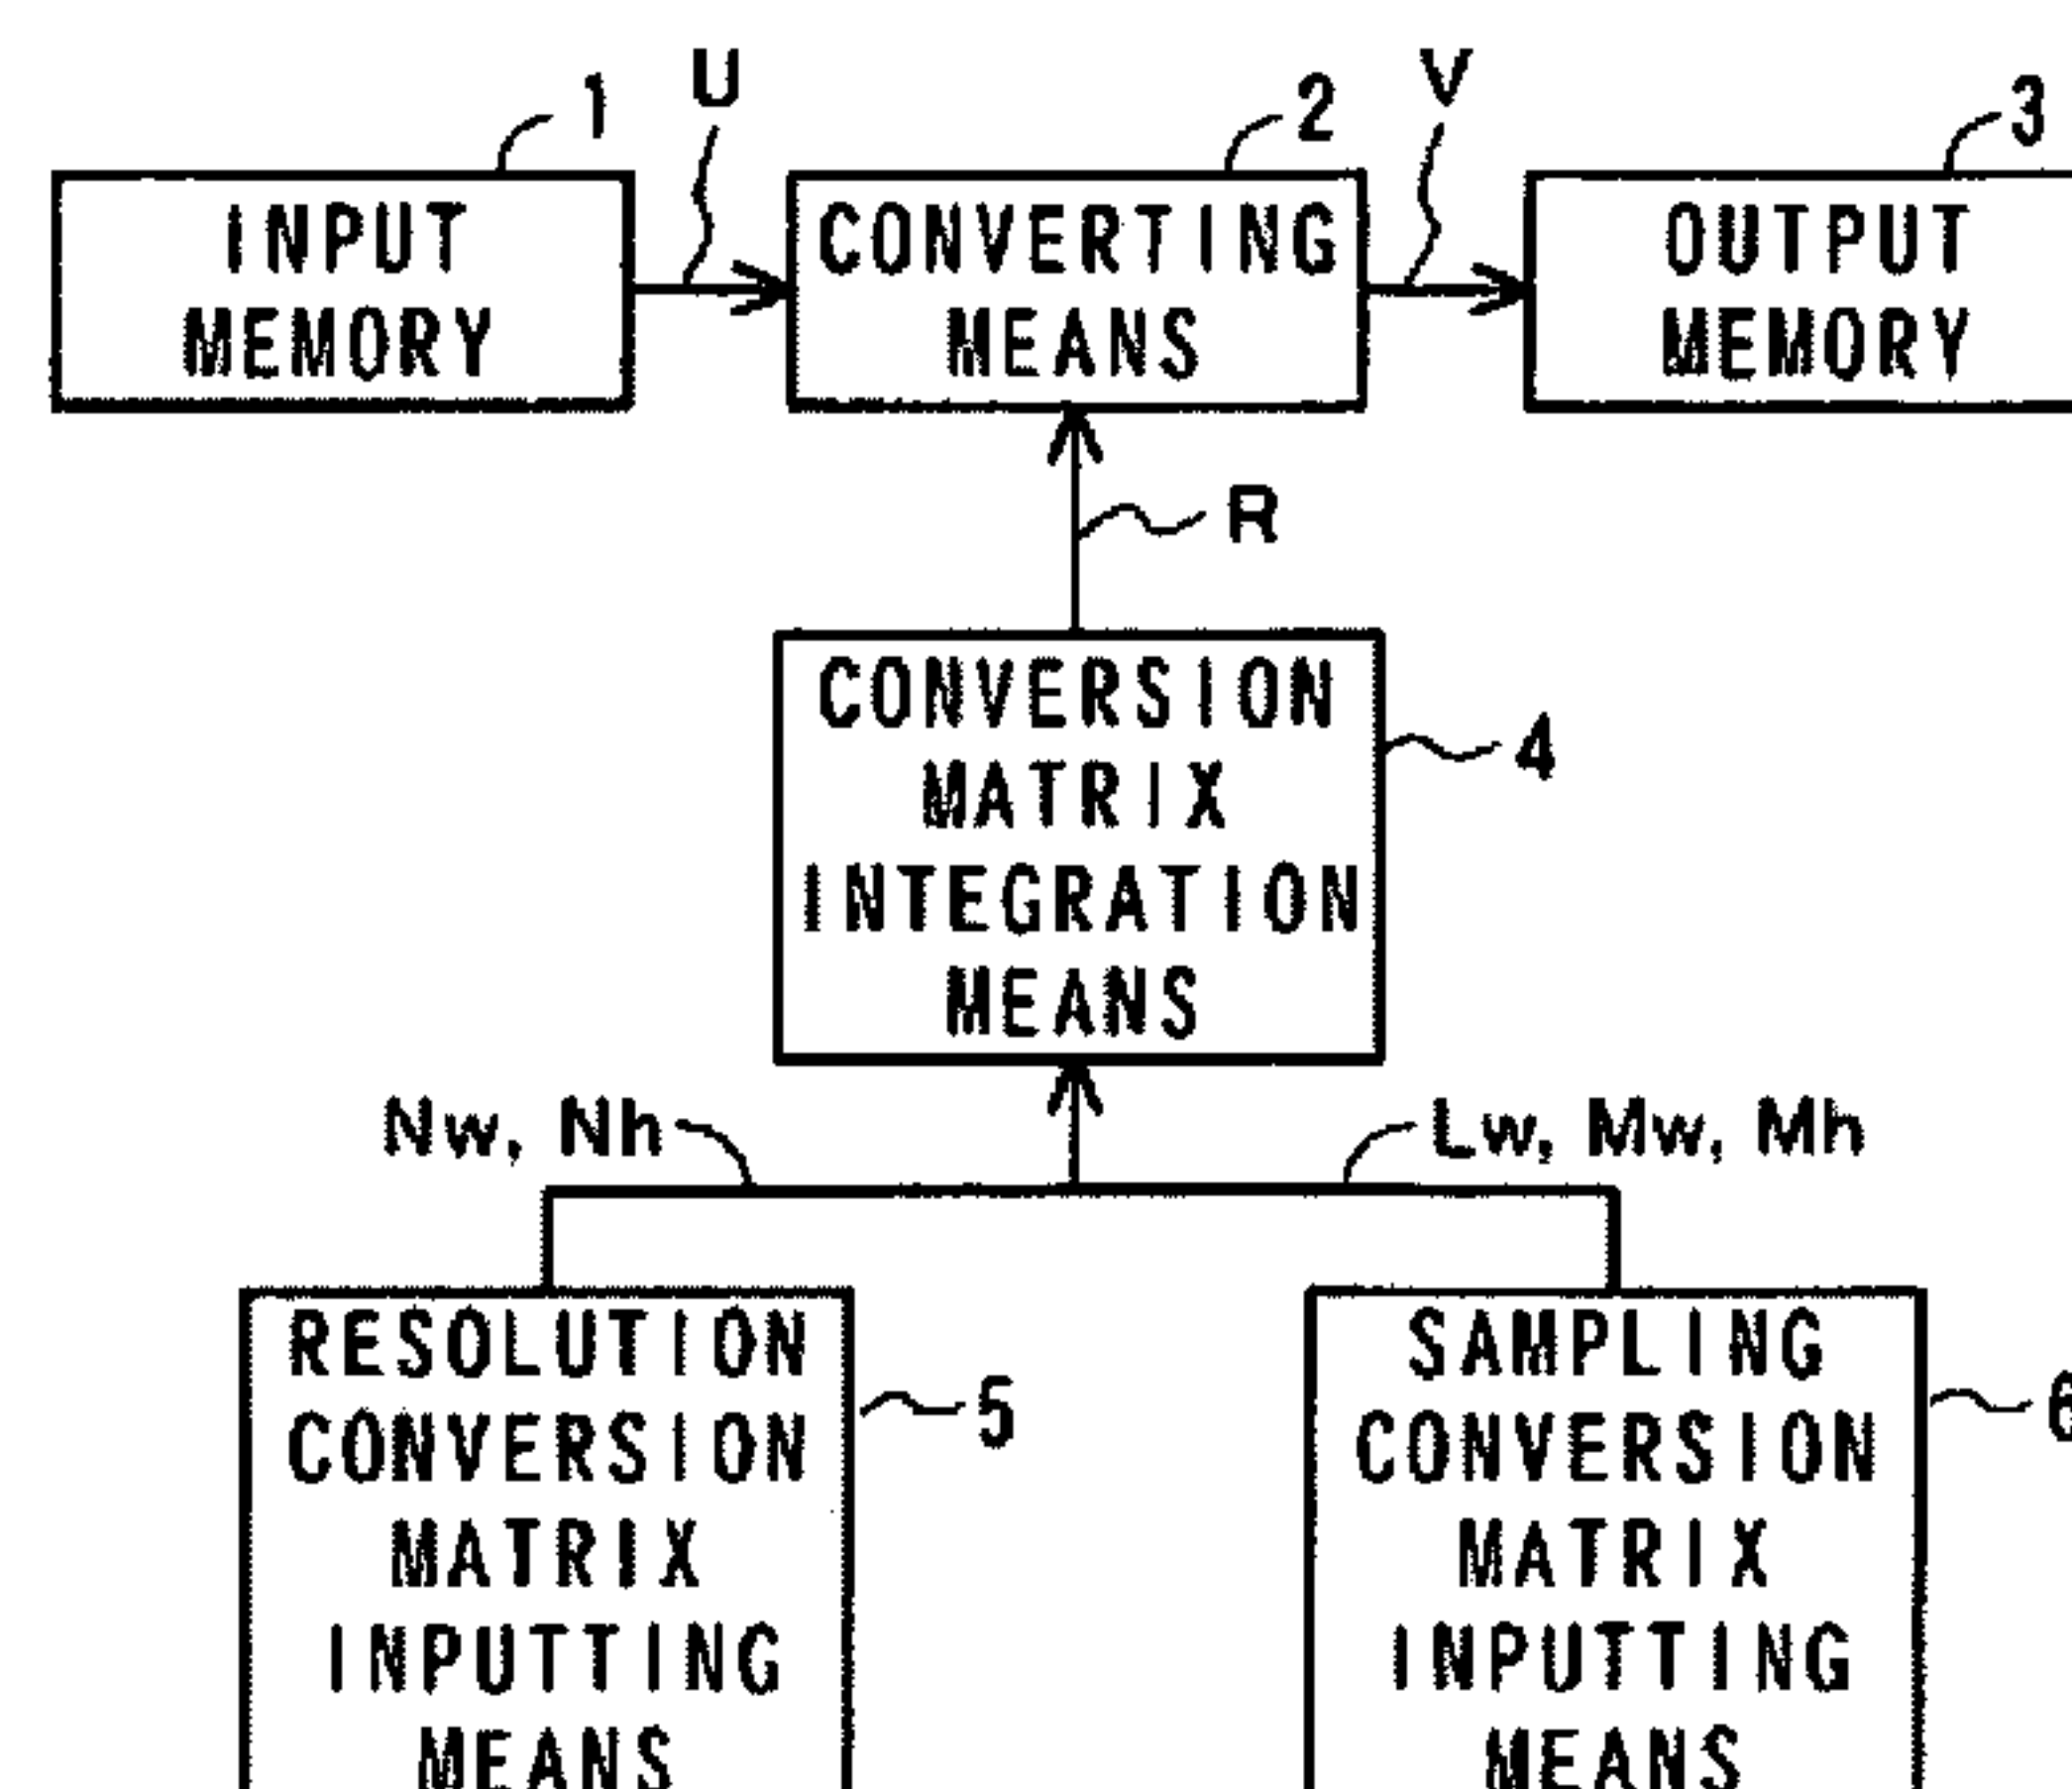 U
V
1
2
3
INPUT
MEMORY
CONVERTING
MEANS
OUTPUT
MEMORY
R
CONVERSION
MATRIX
INTEGRATION
MEANS
4
Nw, Nh
Lw, Mw, Mh
RESOLUTION
CONVERSION
MATRIX
INPUTTING
MEANS
5
SAMPLING
CONVERSION
MATRIX
INPUTTING
MEANS
6